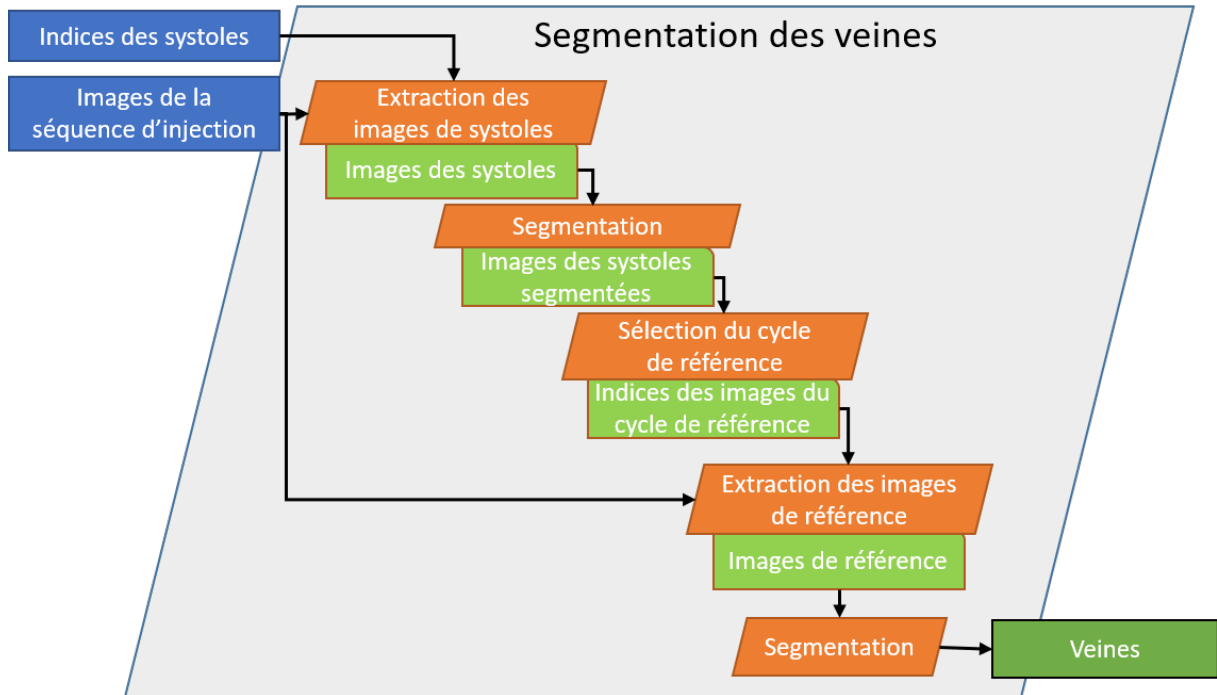 Indices des systoles
Segmentation des veines
Images de la
séquence d'injection
Extraction des
images de systoles
Images des systoles
Segmentation
Images des systoles
segmentées
Sélection du cycle
de référence
Indices des images du
cycle de référence
Extraction des images
de référence
Images de référence
Segmentation
Veines